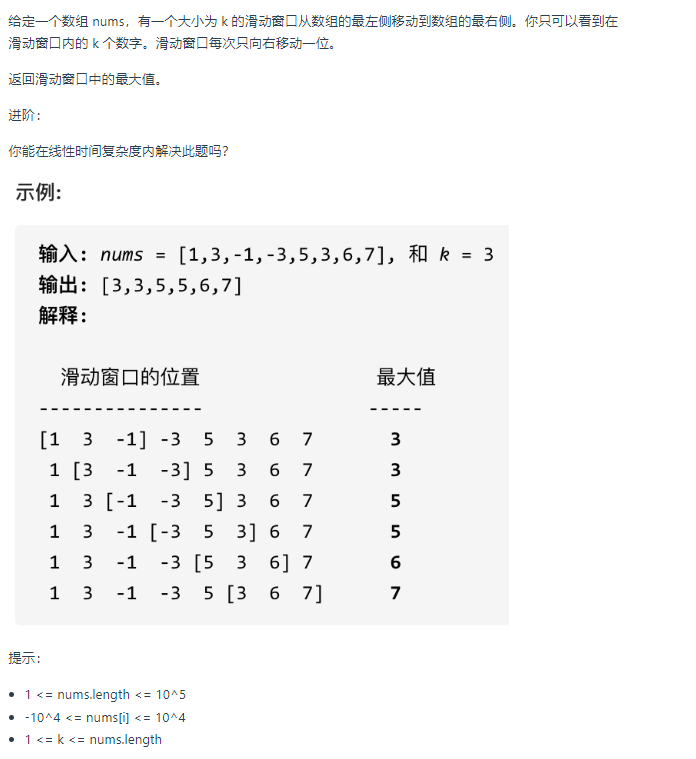 给定一个数组 nums，有一个大小为 k 的滑动窗口从数组的最左侧移动到数组的最右侧。你只可以看到在
滑动窗口内的 k 个数字。滑动窗口每次只向右移动一位。
返回滑动窗口中的最大值。
进阶：
你能在线性时间复杂度内解决此题吗？
示例:
输入: nums = [1,3,-1,-3,5,3,6,7], 和 k = 3
输出: [3,3,5,5,6,7]
解释:
滑动窗口的位置 最大值
--------------- -----
[1 3 -1] -3 5 3 6 7 3
1 [3 -1 -3] 5 3 6 7 3
1 3 [-1 -3 5] 3 6 7 5
1 3 -1 [-3 5 3] 6 7 5
1 3 -1 -3 [5 3 6] 7 6
1 3 -1 -3 5 [3 6 7] 7
提示：
• 1 <= nums.length <= 10^5
• -10^4 <= nums[i] <= 10^4
• 1 <= k <= nums.length